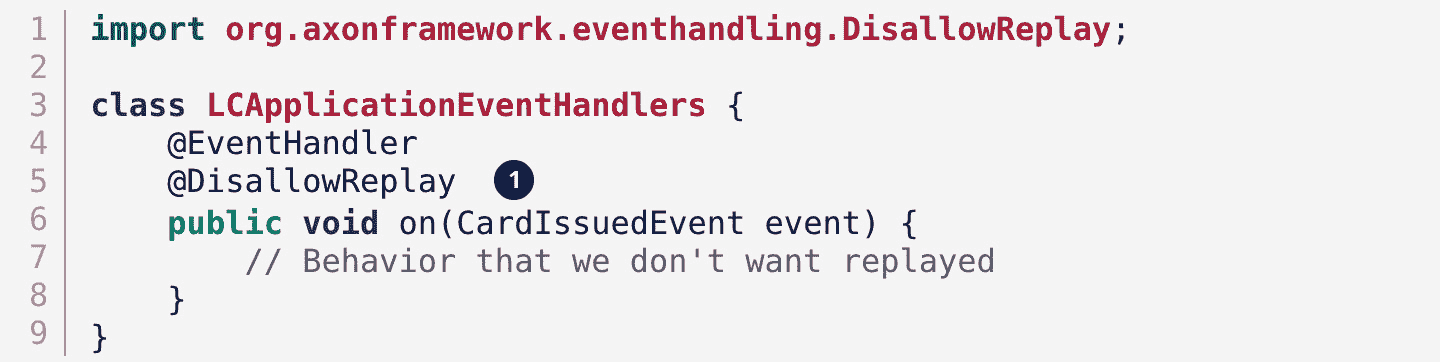 1 import org.axonframework.eventhandling.DisallowReplay;
2
3 class LCApplicationEventHandlers {
4     @EventHandler
5     @DisallowReplay 1
6     public void on(CardIssuedEvent event) {
7         // Behavior that we don't want replayed
8     }
9 }